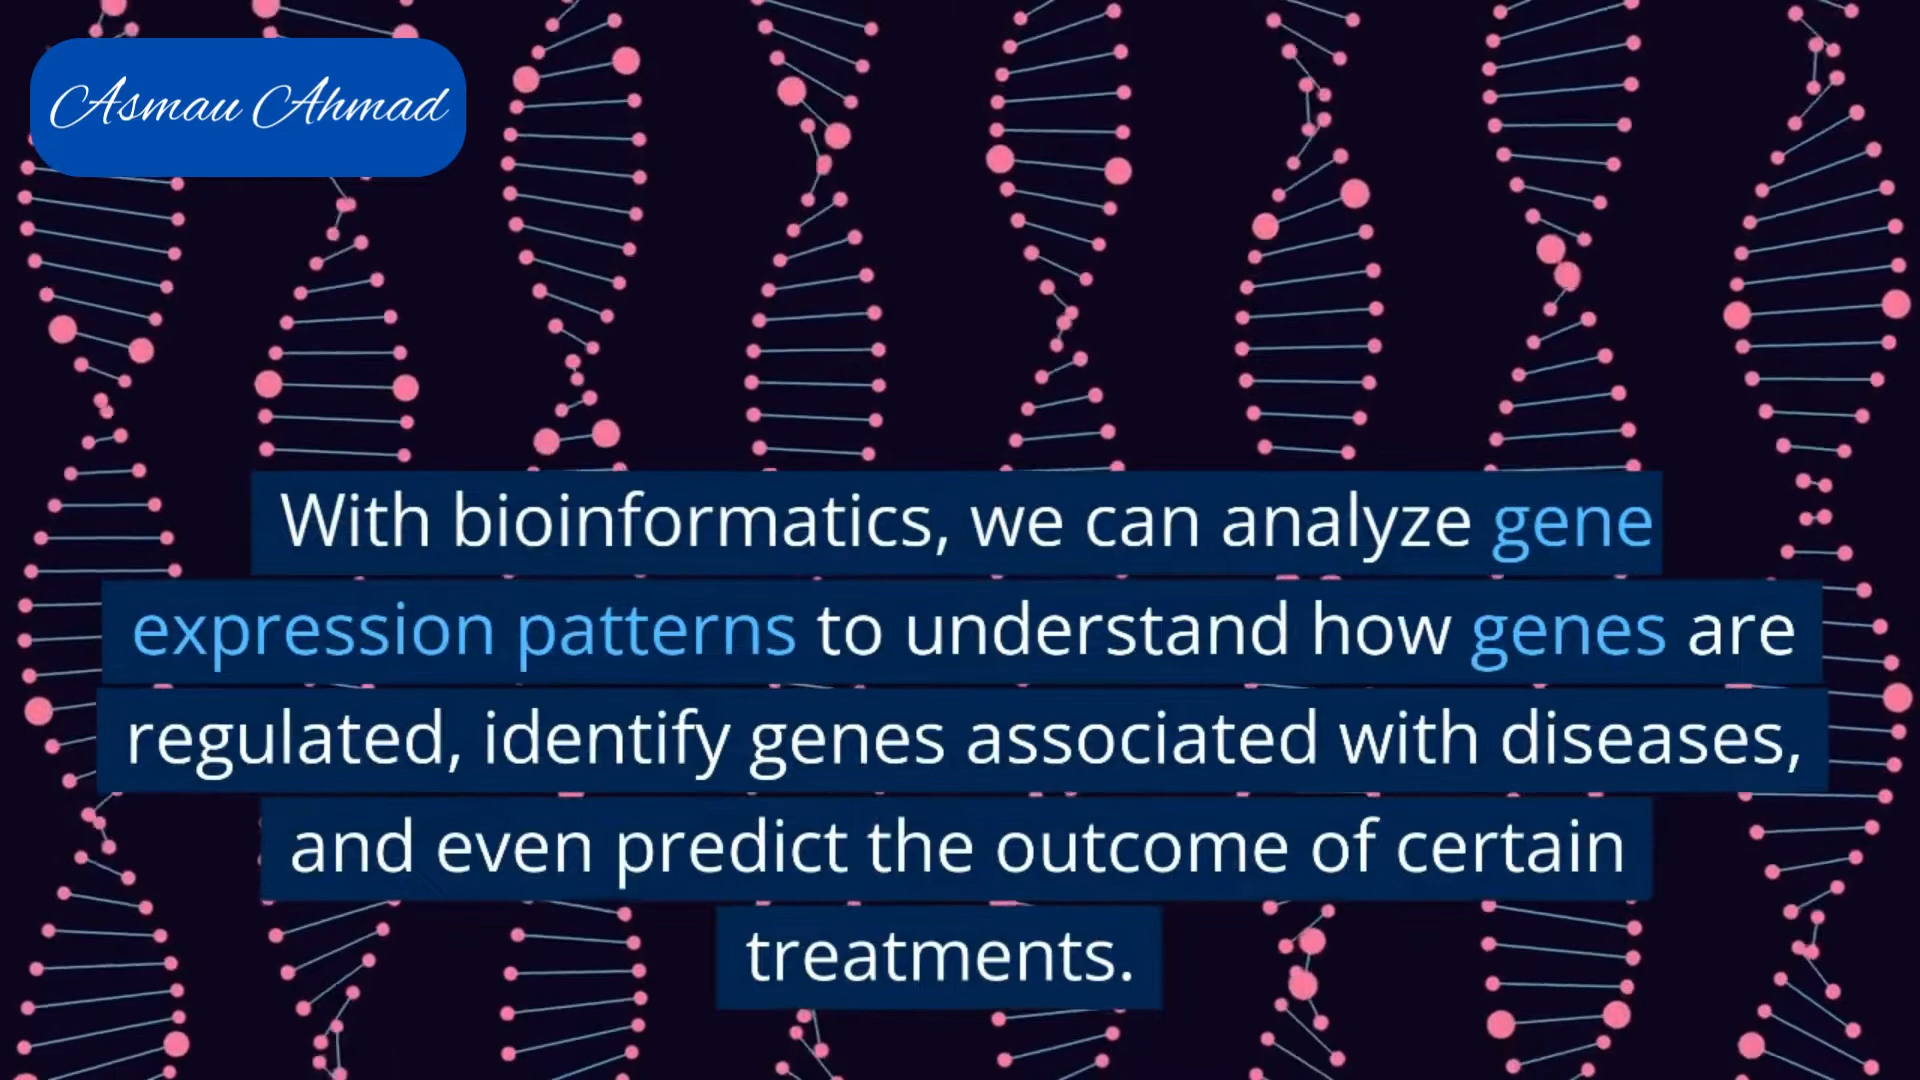 Asmau Ahmad
With bioinformatics, we can analyze gene
expression patterns to understand how genes are
regulated, identify genes associated with diseases,
and even predict the outcome of certain
treatments.